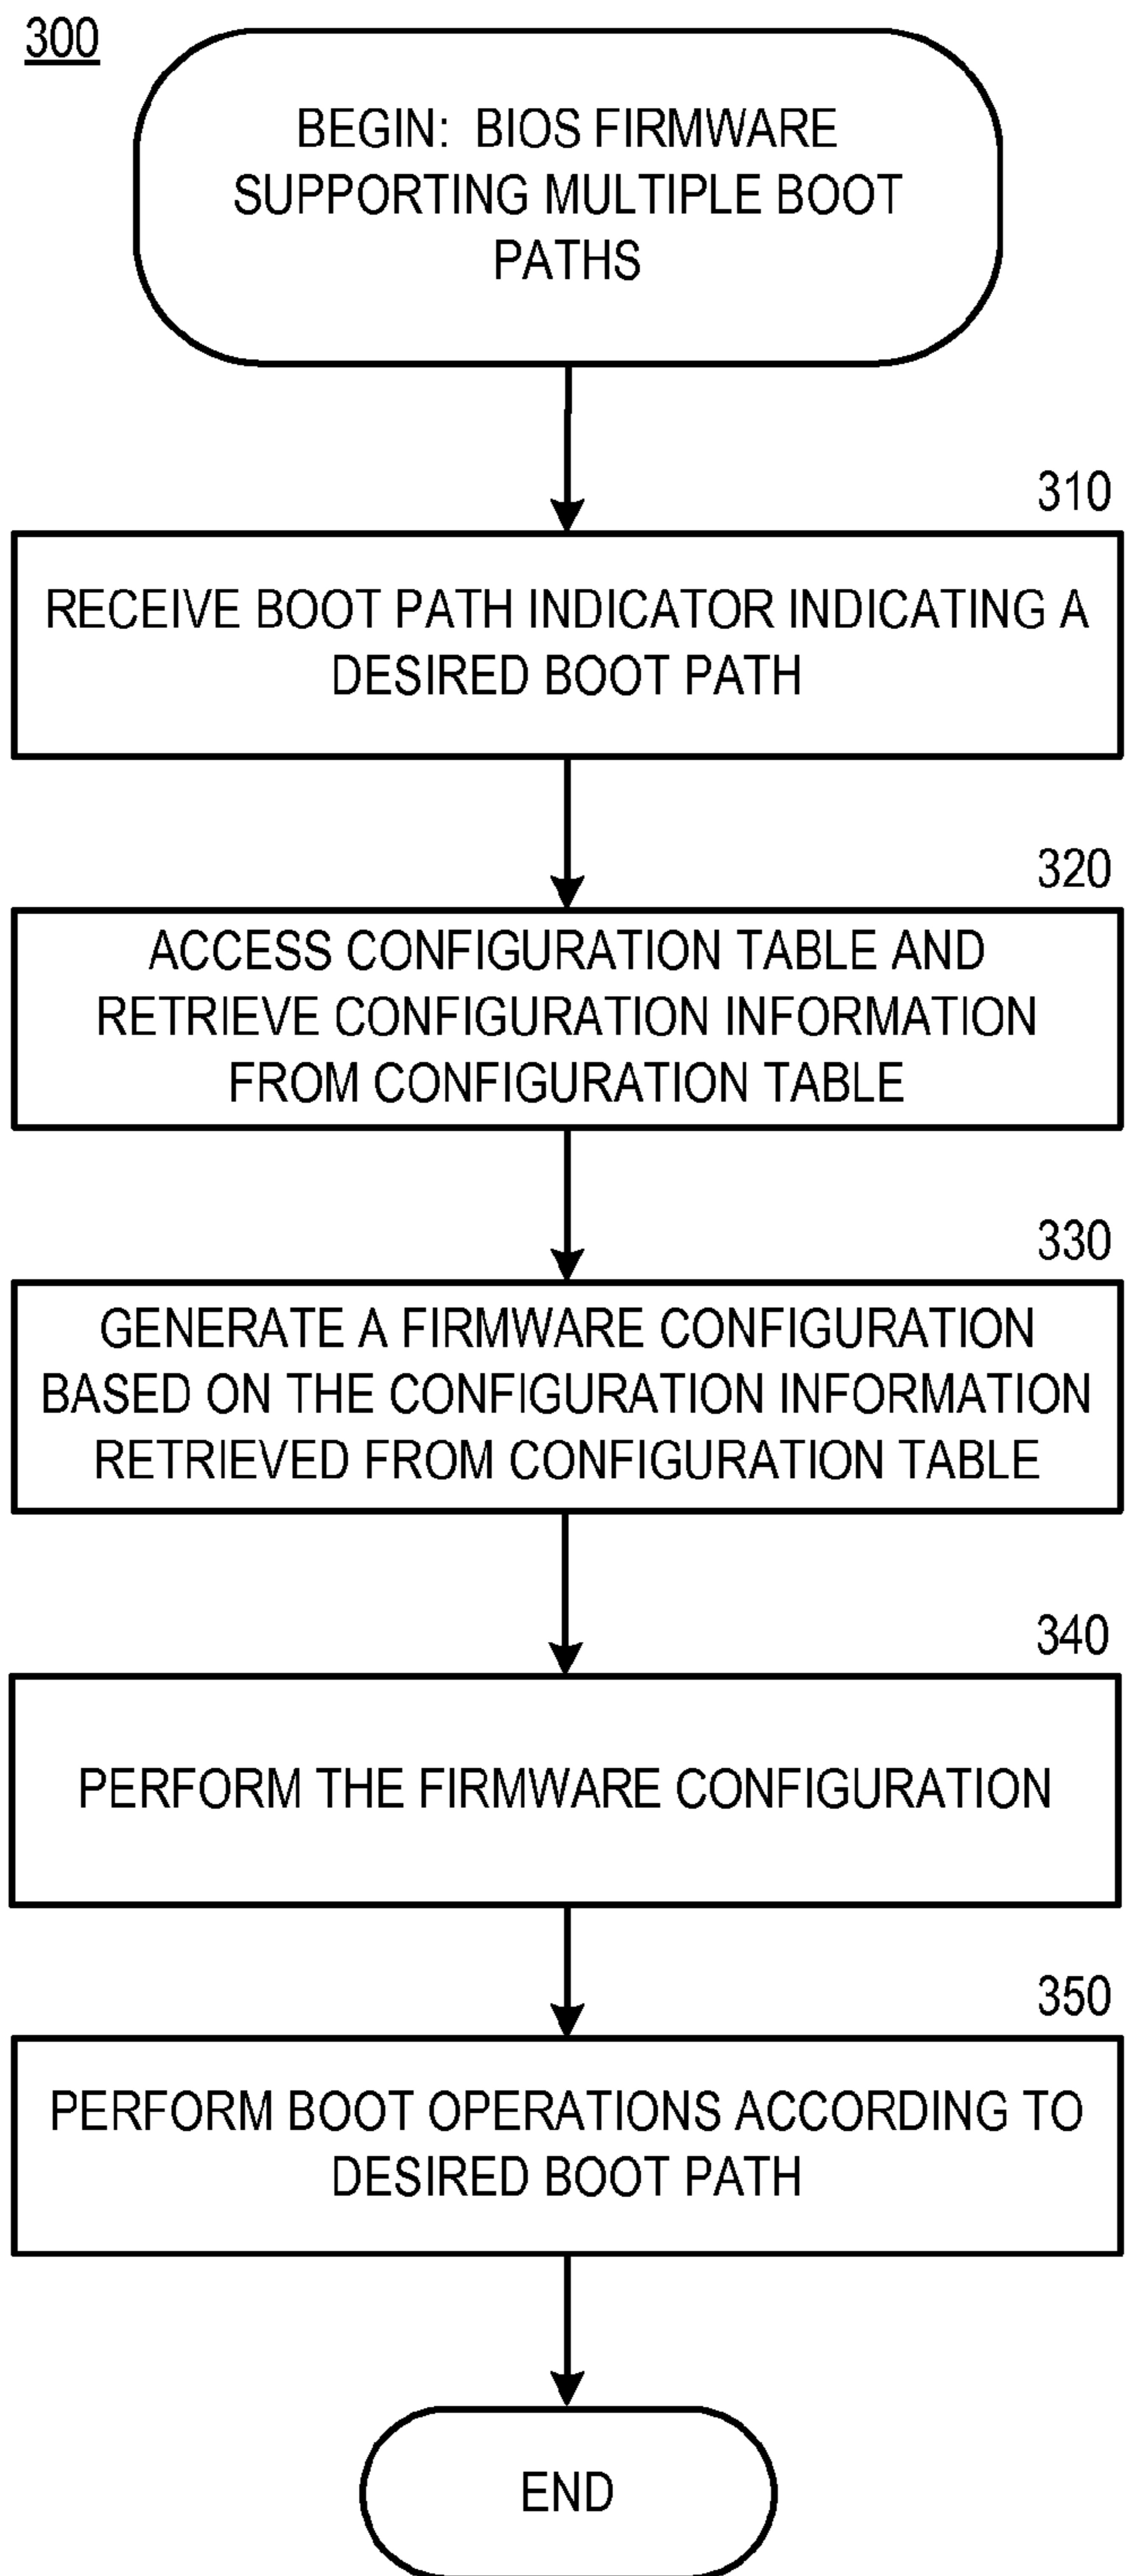 300
BEGIN: BIOS FIRMWARE
SUPPORTING MULTIPLE BOOT
PATHS
310
RECEIVE BOOT PATH INDICATOR INDICATING A
DESIRED BOOT PATH
320
ACCESS CONFIGURATION TABLE AND
RETRIEVE CONFIGURATION INFORMATION
FROM CONFIGURATION TABLE
330
GENERATE A FIRMWARE CONFIGURATION
BASED ON THE CONFIGURATION INFORMATION
RETRIEVED FROM CONFIGURATION TABLE
340
PERFORM THE FIRMWARE CONFIGURATION
350
PERFORM BOOT OPERATIONS ACCORDING TO
DESIRED BOOT PATH
END